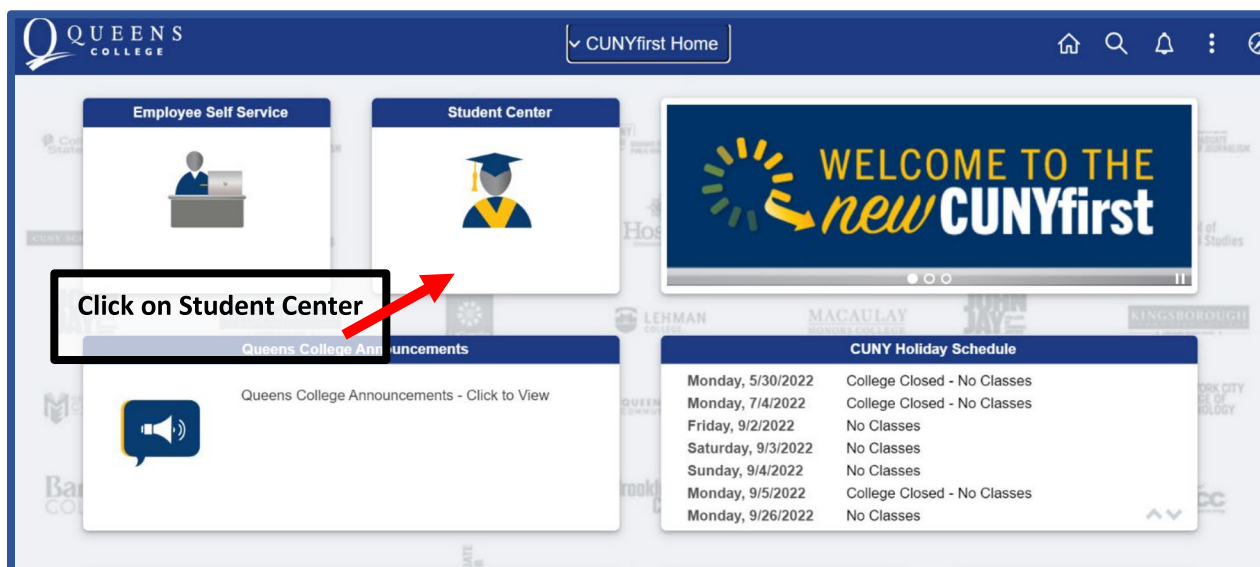 QUEENS
COLLEGE
CUNYfirst Home
Employee Self Service
Student Center
WELCOME TO THE
new CUNYfirst
Click on Student Center
LEHMAN
COLLEGE
MACAULAY
HONORS COLLEGE
JOHN
JAY
KINGSBOROUGH
Queens College Announcements
Queens College Announcements - Click to View
CUNY Holiday Schedule
Monday, 5/30/2022 College Closed - No Classes
Monday, 7/4/2022 College Closed - No Classes
Friday, 9/2/2022 No Classes
Saturday, 9/3/2022 No Classes
Sunday, 9/4/2022 No Classes
Monday, 9/5/2022 College Closed - No Classes
Monday, 9/26/2022 No Classes